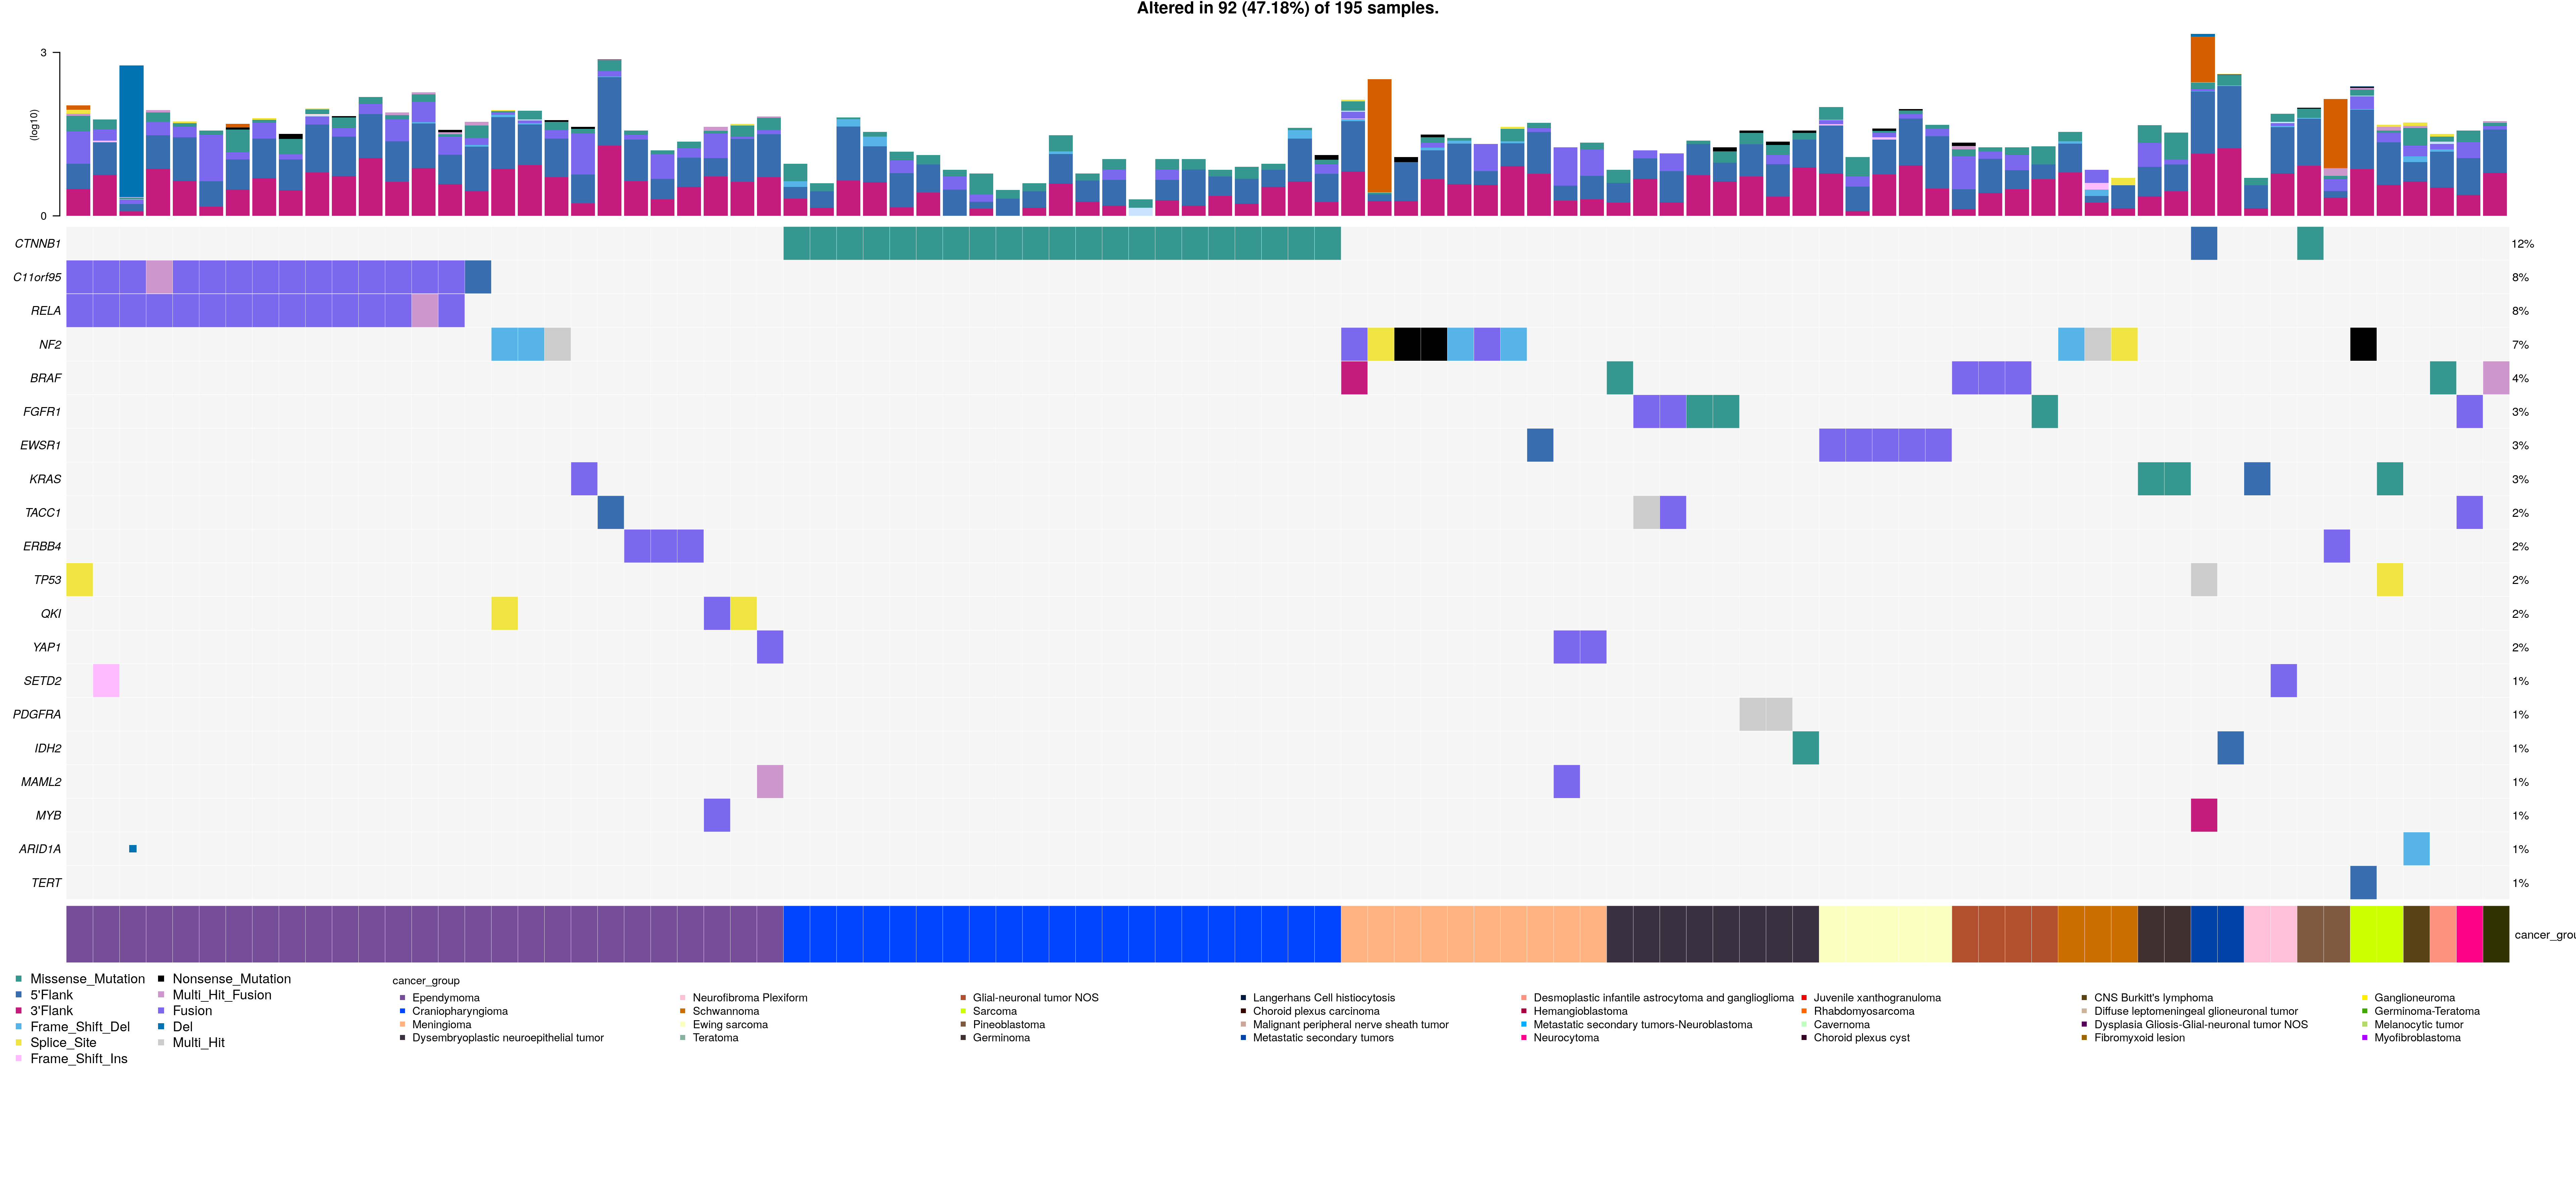 Altered in 92 (47.18%) of 195 samples.
3
(log10)
0
CTNNB1 12%
C11orf95 8%
RELA 8%
NF2 7%
BRAF 4%
FGFR1 3%
EWSR1 3%
KRAS 3%
TACC1 2%
ERBB4 2%
TP53 2%
QKI 2%
YAP1 2%
SETD2 1%
PDGFRA 1%
IDH2 1%
MAML2 1%
MYB 1%
ARID1A 1%
TERT 1%
cancer_grou
Missense_Mutation
5'Flank
3'Flank
Frame_Shift_Del
Splice_Site
Frame_Shift_Ins
Nonsense_Mutation
Multi_Hit_Fusion
Fusion
Del
Multi_Hit
cancer_group
Ependymoma
Craniopharyngioma
Meningioma
Dysembryoplastic neuroepithelial tumor
Neurofibroma Plexiform
Schwannoma
Ewing sarcoma
Teratoma
Glial-neuronal tumor NOS
Sarcoma
Pineoblastoma
Germinoma
Langerhans Cell histiocytosis
Choroid plexus carcinoma
Malignant peripheral nerve sheath tumor
Metastatic secondary tumors
Desmoplastic infantile astrocytoma and ganglioglioma
Hemangioblastoma
Metastatic secondary tumors-Neuroblastoma
Neurocytoma
Juvenile xanthogranuloma
Rhabdomyosarcoma
Cavernoma
Choroid plexus cyst
CNS Burkitt's lymphoma
Diffuse leptomeningeal glioneuronal tumor
Dysplasia Gliosis-Glial-neuronal tumor NOS
Fibromyxoid lesion
Ganglioneuroma
Germinoma-Teratoma
Melanocytic tumor
Myofibroblastoma